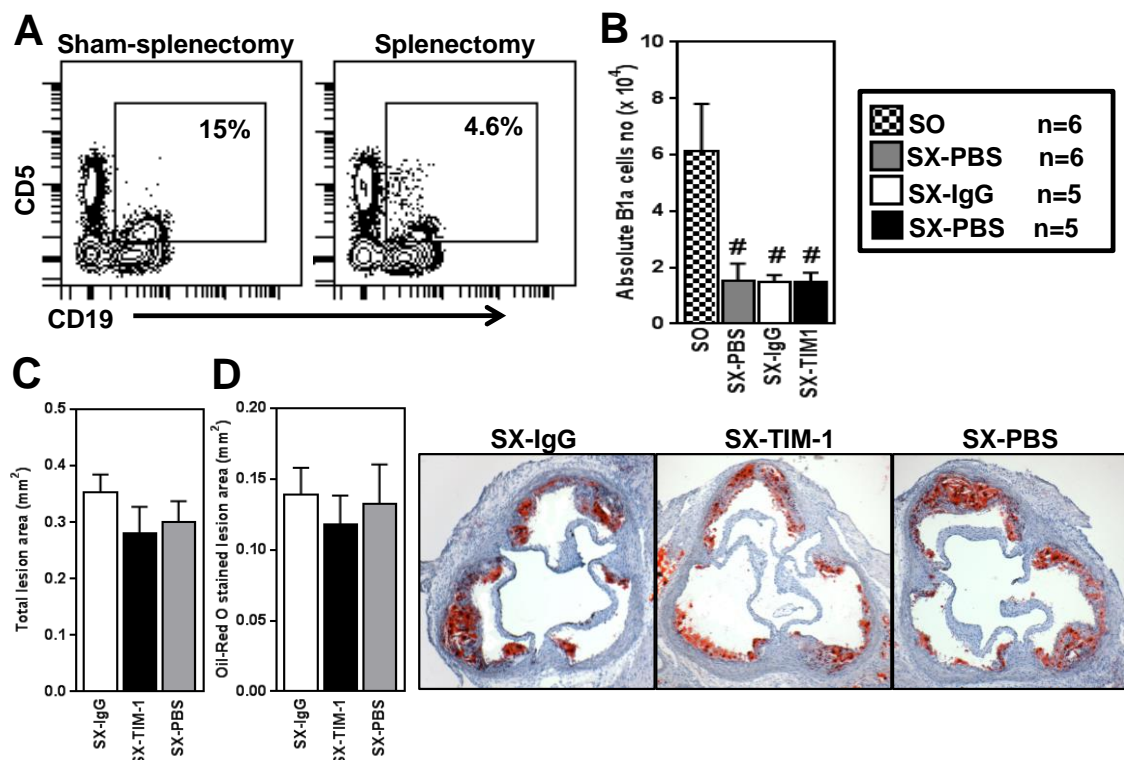 A
Sham-splenectomy
Splenectomy
15%
4.6%
CD5
CD19
B
Absolute B1a cells no (x 10⁴)
10
8
6
4
2
0
# # #
SO
SX-PBS
SX-IgG
SX-TIM1
SO n=6
SX-PBS n=6
SX-IgG n=5
SX-PBS n=5
C
Total lesion area (mm²)
0.5
0.4
0.3
0.2
0.1
0.0
SX-IgG
SX-TIM-1
SX-PBS
D
Oil-Red O stained lesion area (mm²)
0.20
0.15
0.10
0.05
0.00
SX-IgG
SX-TIM-1
SX-PBS
SX-IgG
SX-TIM-1
SX-PBS